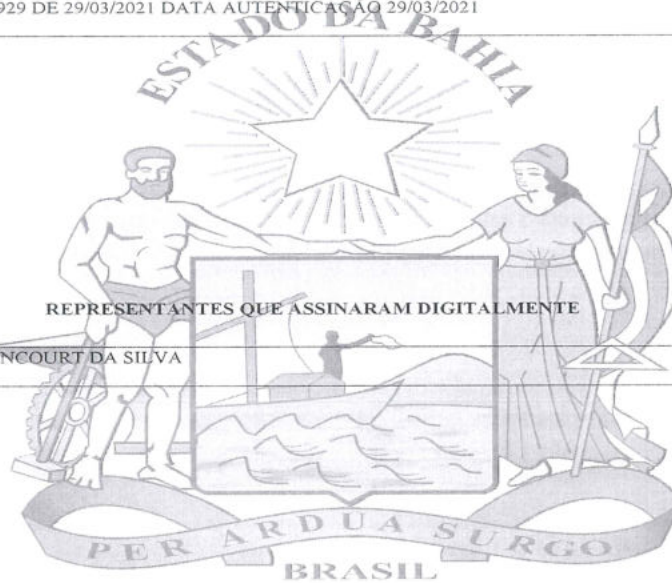 929 DE 29/03/2021 DATA AUTENTICAÇÃO 29/03/2021
ESTADO DA BAHIA
REPRESENTANTES QUE ASSINARAM DIGITALMENTE
NCOURT DA SILVA
PER ARDUA SURGO
BRASIL